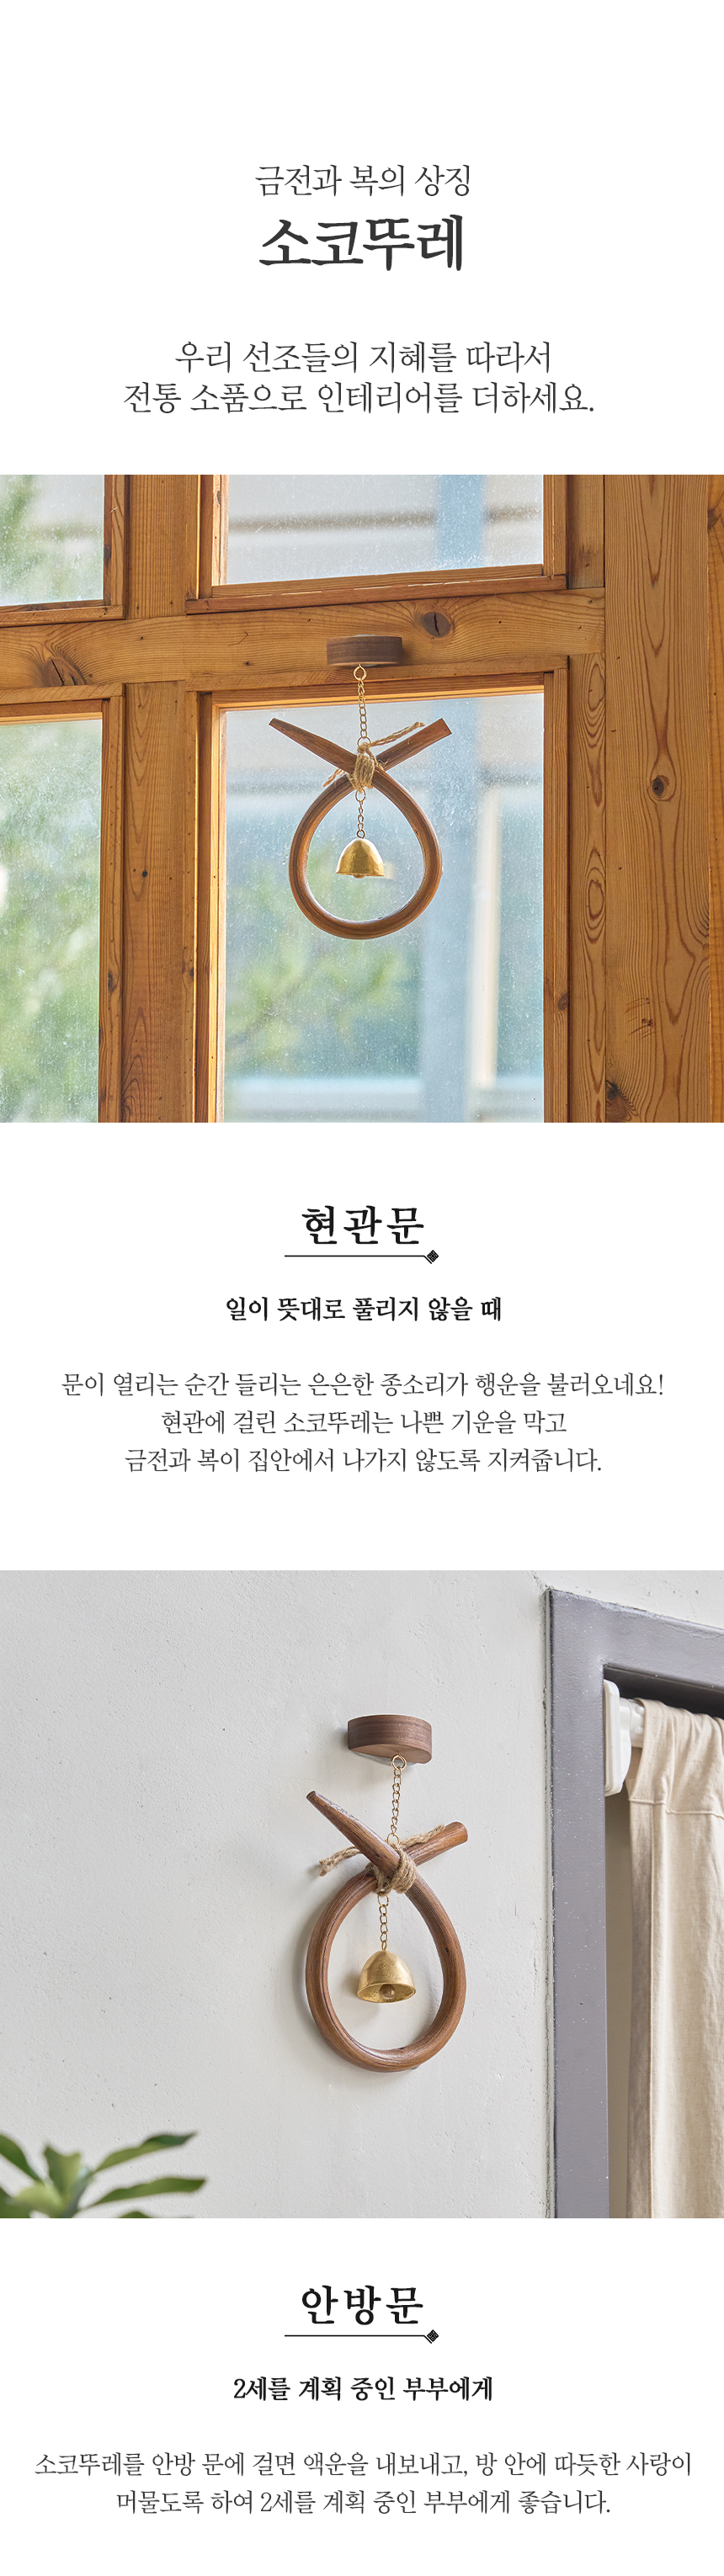 금전과 복의 상징
소코뚜레
우리 선조들의 지혜를 따라서
전통 소품으로 인테리어를 더하세요.
현관문
일이 뜻대로 풀리지 않을 때
문이 열리는 순간 들리는 은은한 종소리가 행운을 불러오네요!
현관에 걸린 소코뚜레는 나쁜 기운을 막고
금전과 복이 집안에서 나가지 않도록 지켜줍니다.
안방문
2세를 계획 중인 부부에게
소코뚜레를 안방 문에 걸면 액운을 내보내고, 방 안에 따듯한 사랑이
머물도록 하여 2세를 계획 중인 부부에게 좋습니다.